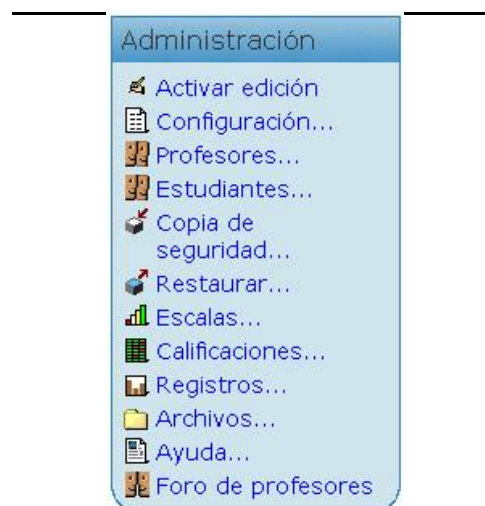 Administración
Activar edición
Configuración...
Profesores...
Estudiantes...
Copia de
seguridad...
Restaurar...
Escalas...
Calificaciones...
Registros...
Archivos...
Ayuda...
Foro de profesores